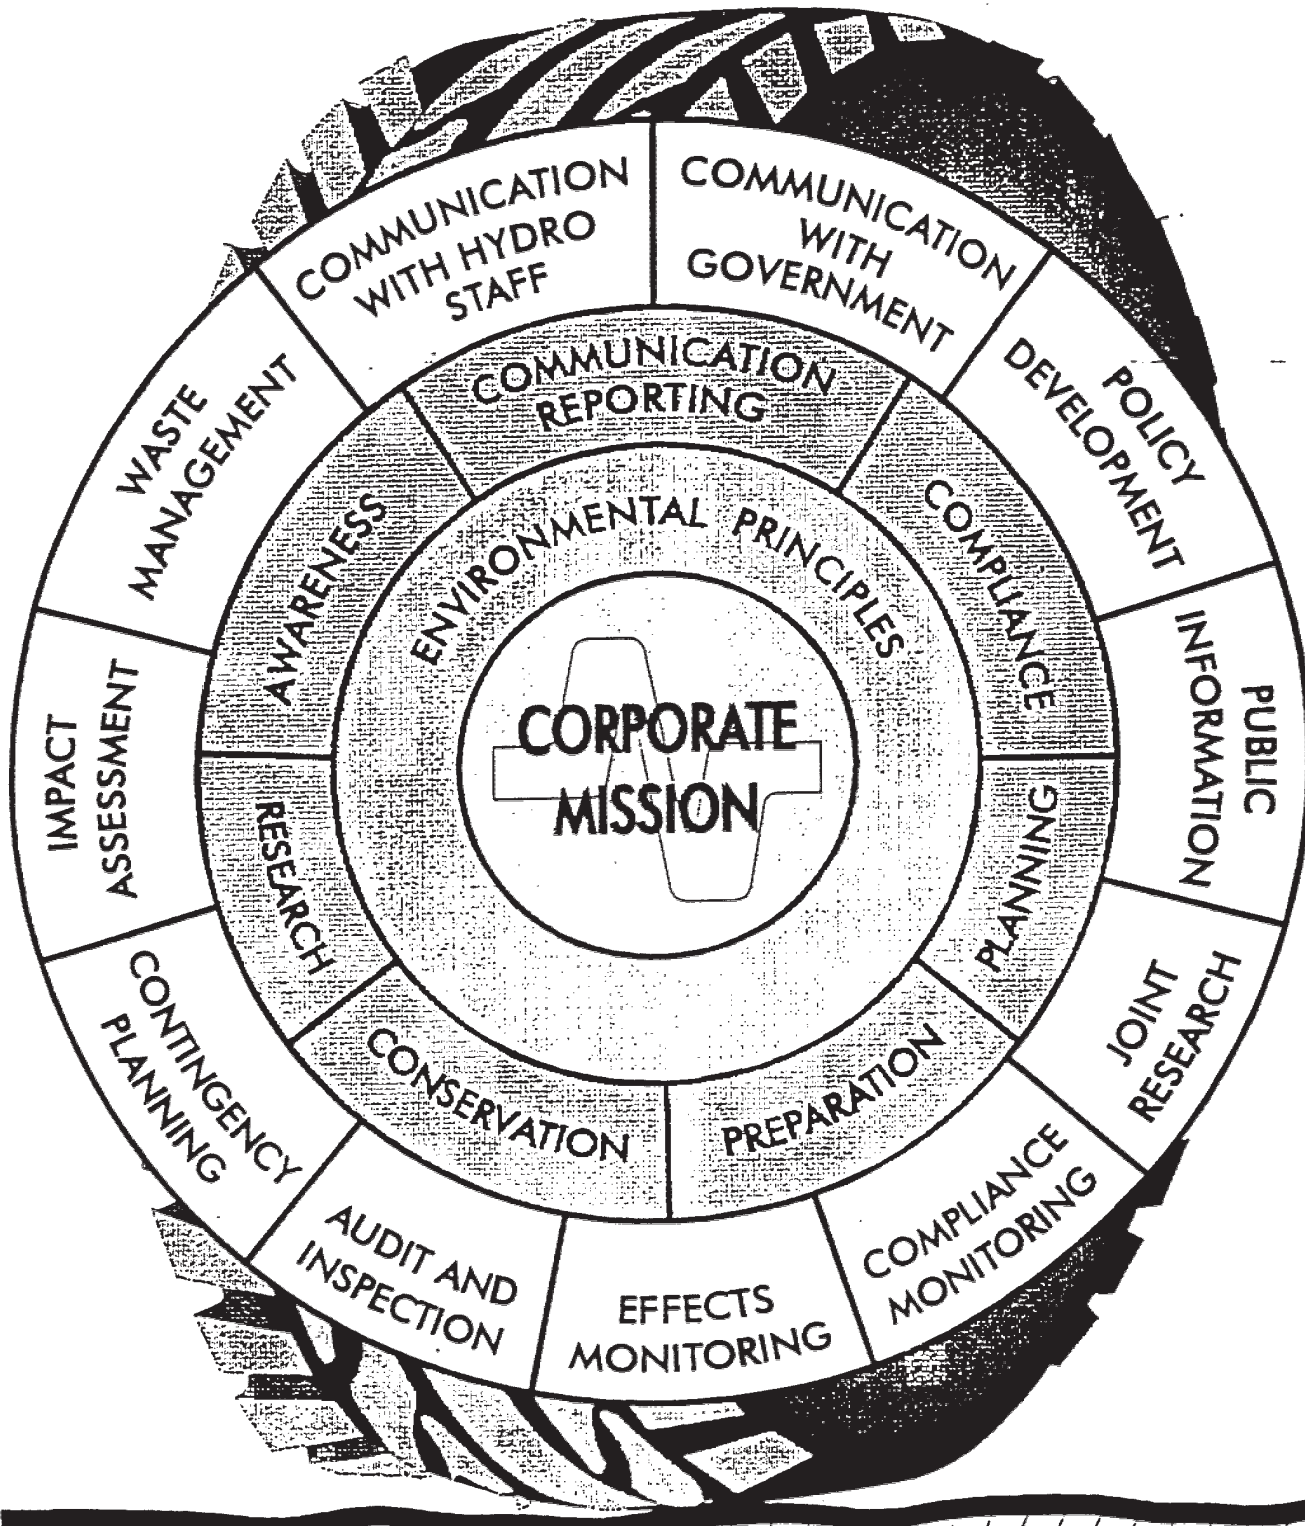 COMMUNICATION
WITH HYDRO
STAFF
COMMUNICATION
WITH
GOVERNMENT
POLICY
DEVELOPMENT
PUBLIC
INFORMATION
JOINT
RESEARCH
COMPLIANCE
MONITORING
EFFECTS
MONITORING
AUDIT AND
INSPECTION
CONTINGENCY
PLANNING
IMPACT
ASSESSMENT
WASTE
MANAGEMENT
COMMUNICATION
REPORTING
COMPLIANCE
PLANNING
PREPARATION
CONSERVATION
RESEARCH
AWARENESS
ENVIRONMENTAL PRINCIPLES
CORPORATE
MISSION